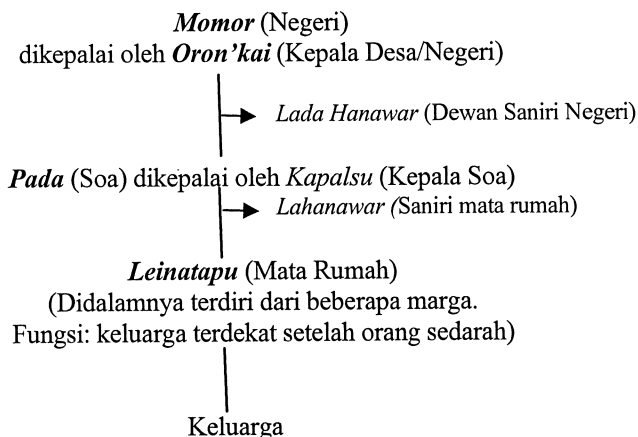 Momor (Negeri)
dikepalai oleh Oron’kai (Kepala Desa/Negeri)
Lada Hanawar (Dewan Saniri Negeri)
Pada (Soa) dikepalai oleh Kapalsu (Kepala Soa)
Lahanawar (Saniri mata rumah)
Leinatapu (Mata Rumah)
(Didalamnya terdiri dari beberapa marga.
Fungsi: keluarga terdekat setelah orang sedarah)
Keluarga